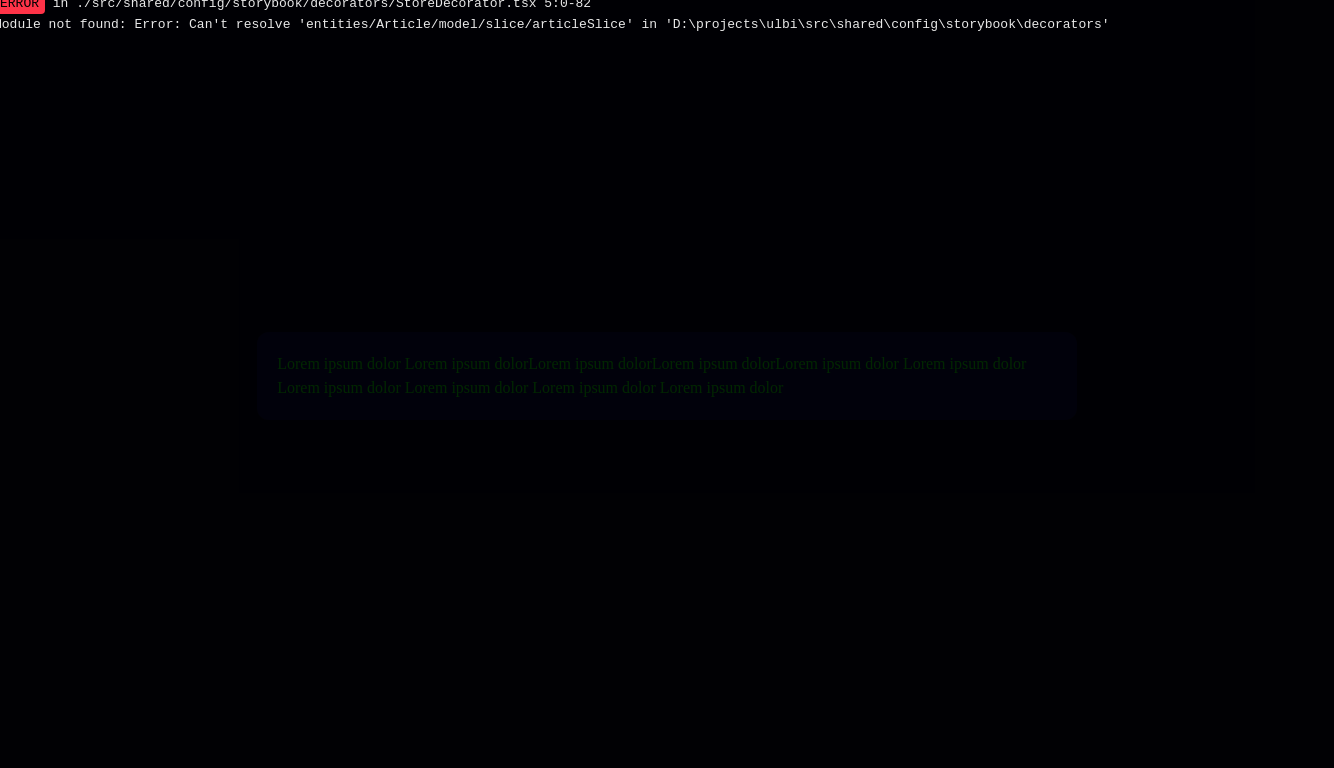 ERROR in ./src/shared/config/storybook/decorators/StoreDecorator.tsx 5:0-82
Module not found: Error: Can't resolve 'entities/Article/model/slice/articleSlice' in 'D:\projects\ulbi\src\shared\config\storybook\decorators'
Lorem ipsum dolor Lorem ipsum dolorLorem ipsum dolorLorem ipsum dolorLorem ipsum dolor Lorem ipsum dolor
Lorem ipsum dolor Lorem ipsum dolor Lorem ipsum dolor Lorem ipsum dolor